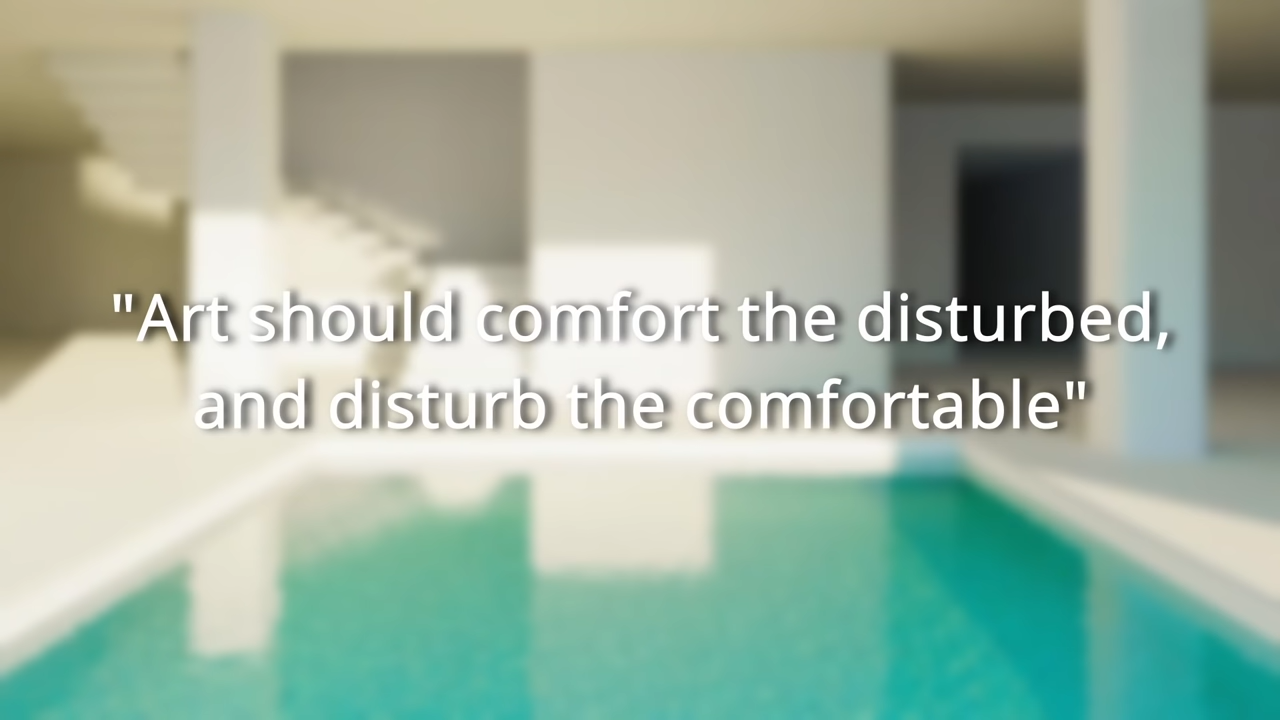 "Art should comfort the disturbed,
and disturb the comfortable"